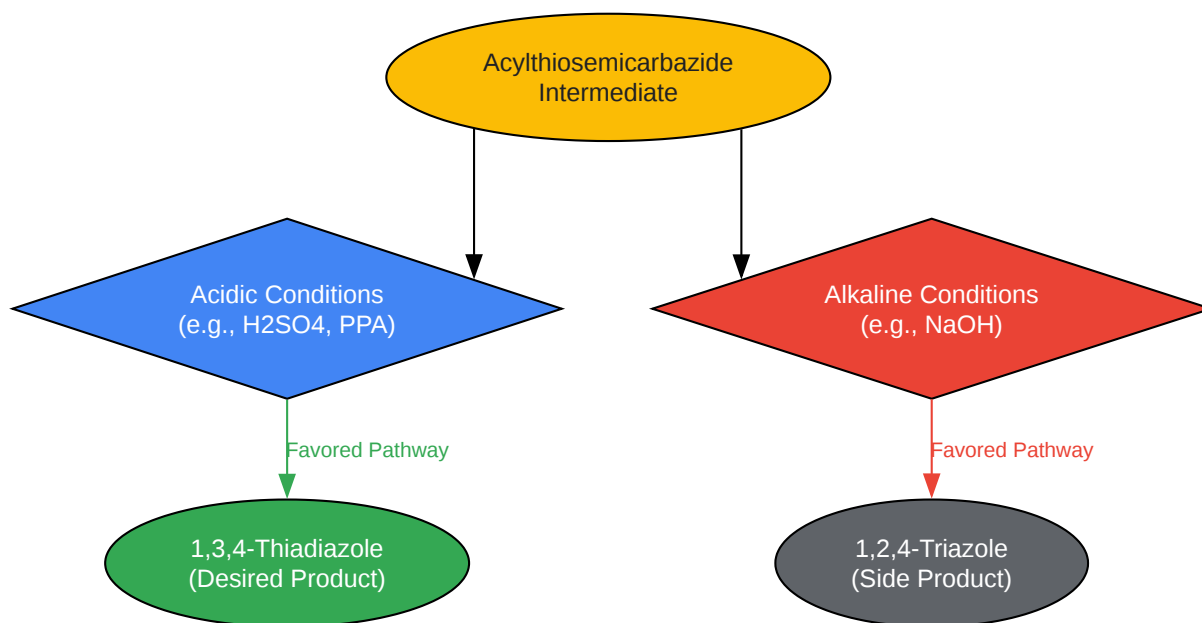 Acylthiosemicarbazide
Intermediate
Acidic Conditions
(e.g., H2SO4, PPA)
Alkaline Conditions
(e.g., NaOH)
Favored Pathway
Favored Pathway
1,3,4-Thiadiazole
(Desired Product)
1,2,4-Triazole
(Side Product)